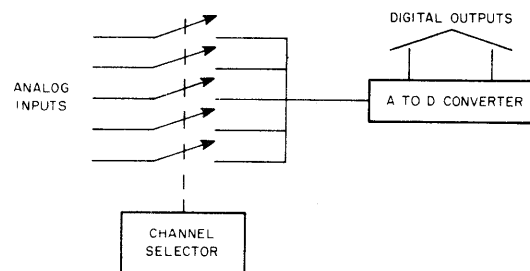 DIGITAL OUTPUTS
ANALOG
INPUTS
A TO D CONVERTER
CHANNEL
SELECTOR